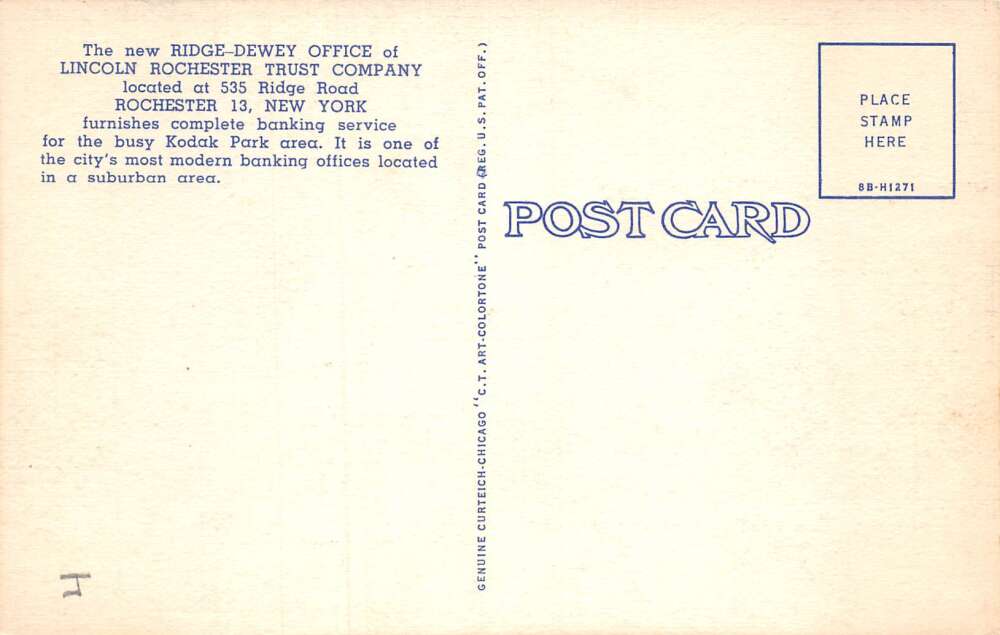 The new RIDGE-DEWEY OFFICE of
LINCOLN ROCHESTER TRUST COMPANY
located at 535 Ridge Road
ROCHESTER 13, NEW YORK
furnishes complete banking service
for the busy Kodak Park area. It is one of
the city's most modern banking offices located
in a suburban area.
GENUINE CURTEICH-CHICAGO "C.T. ART-COLORTONE" POST CARD (REG. U.S. PAT. OFF.)
POST CARD
PLACE
STAMP
HERE
8B-H1271